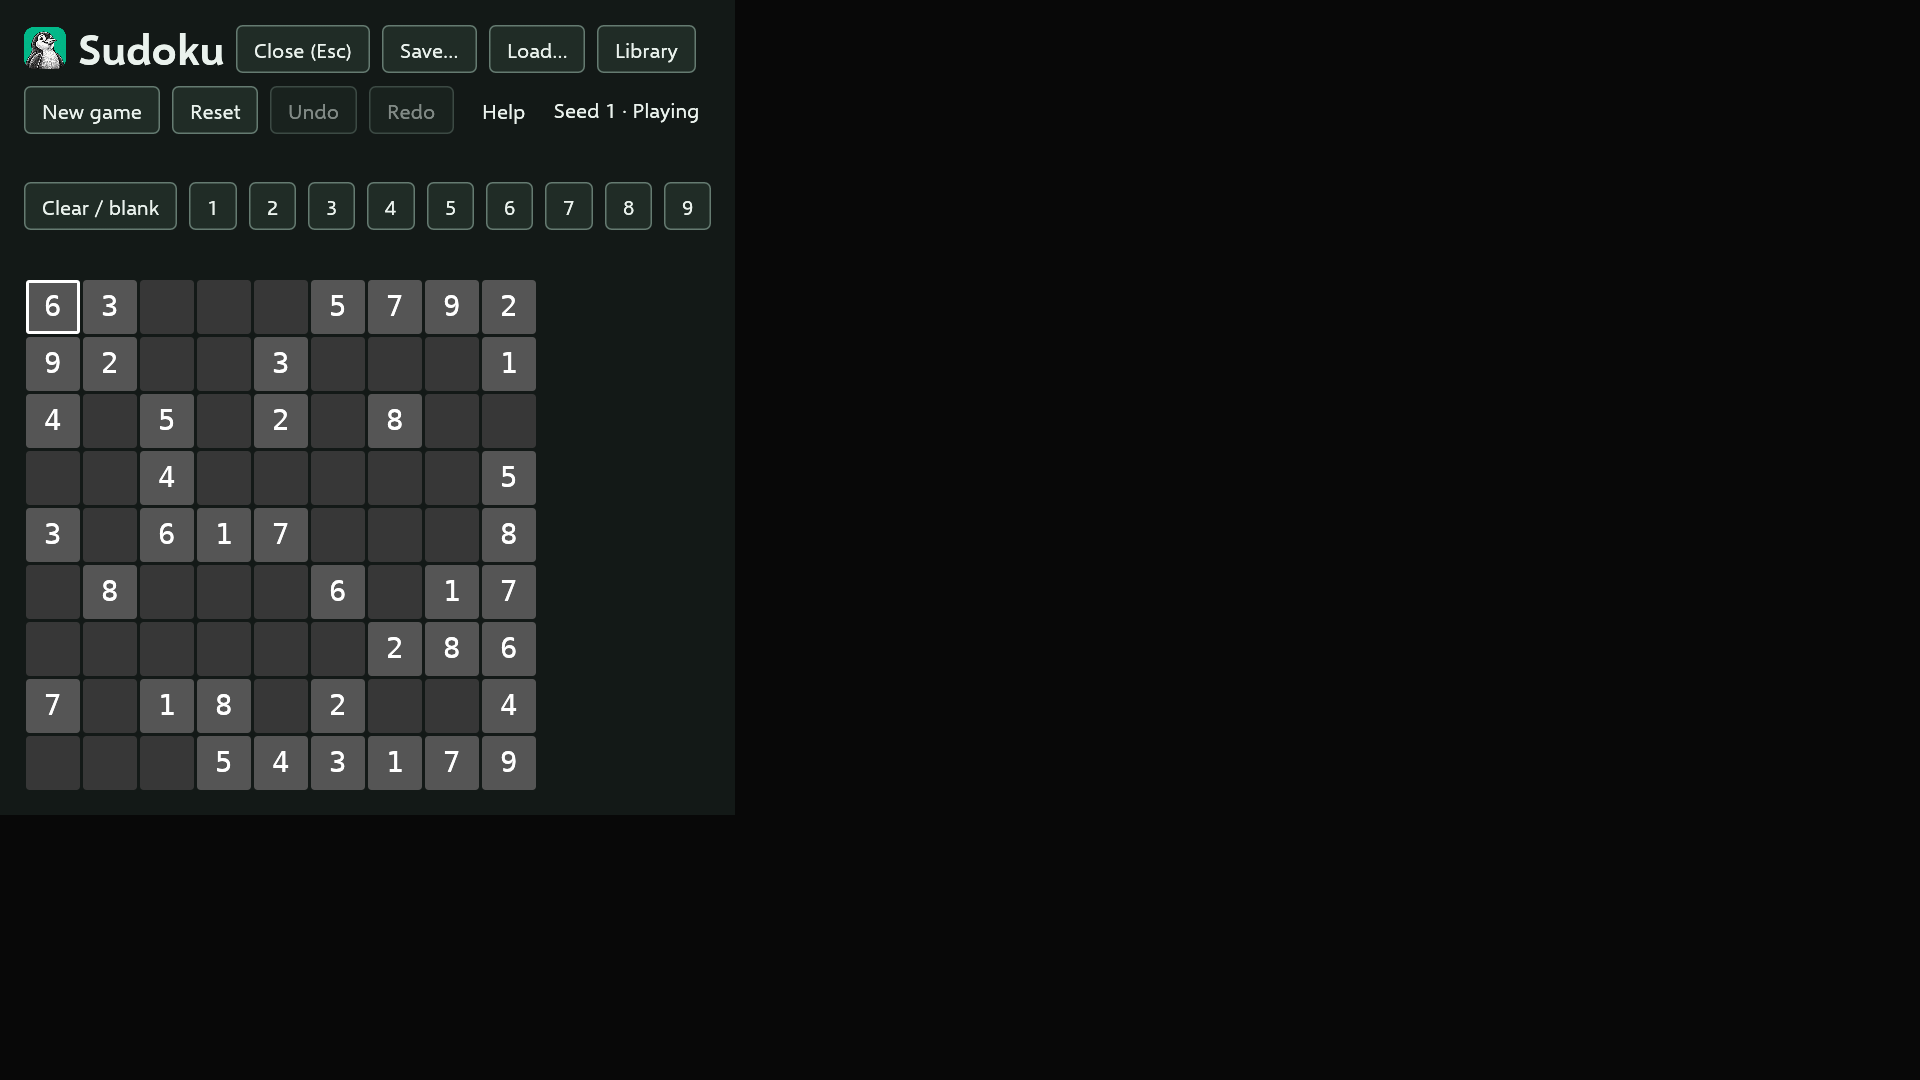 Sudoku Close (Esc) Save... Load... Library
New game Reset Undo Redo Help Seed 1 · Playing
Clear / blank 1 2 3 4 5 6 7 8 9
6 3 5 7 9 2
9 2 3 1
4 5 2 8
4 5
3 6 1 7 8
8 6 1 7
2 8 6
7 1 8 2 4
5 4 3 1 7 9